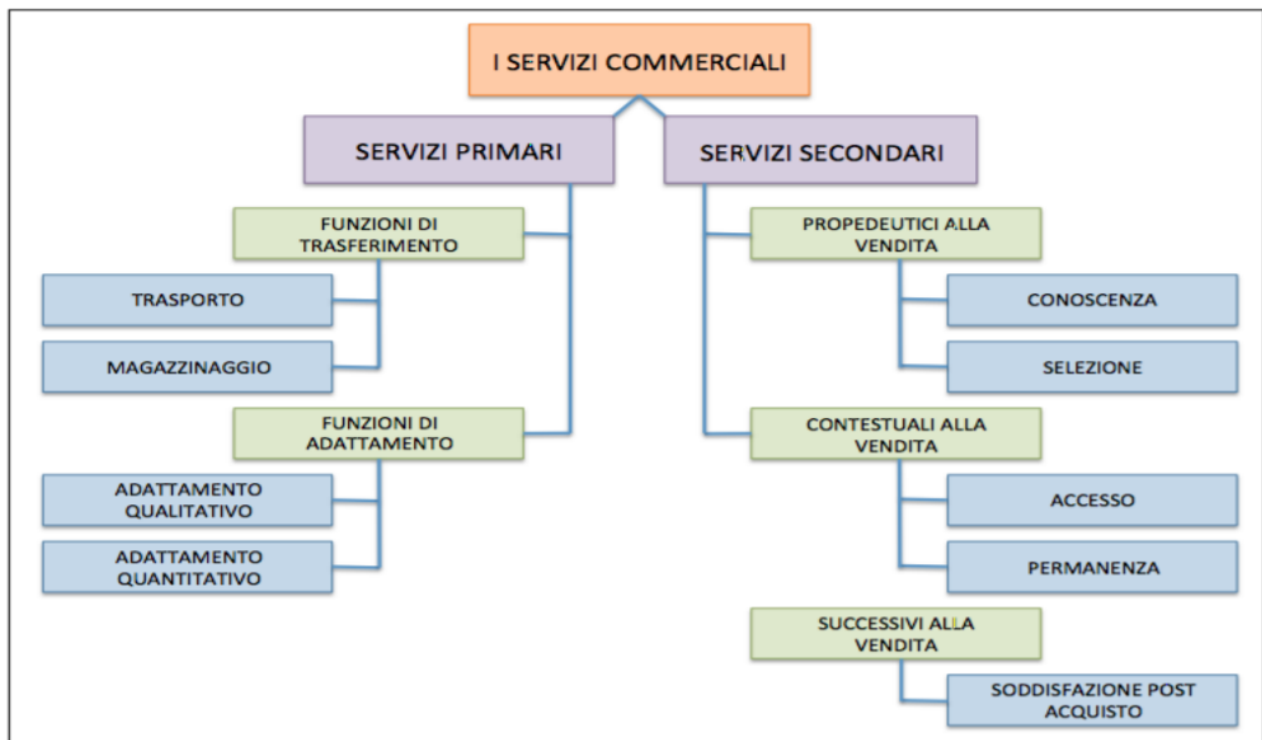 I SERVIZI COMMERCIALI
SERVIZI PRIMARI
FUNZIONI DI
TRASFERIMENTO
TRASPORTO
MAGAZZINAGGIO
FUNZIONI DI
ADATTAMENTO
ADATTAMENTO
QUALITATIVO
ADATTAMENTO
QUANTITATIVO
SERVIZI SECONDARI
PROPEDEUTICI ALLA
VENDITA
CONOSCENZA
SELEZIONE
CONTESTUALI ALLA
VENDITA
ACCESSO
PERMANENZA
SUCCESSIVI ALLA
VENDITA
SODDISFAZIONE POST
ACQUISTO